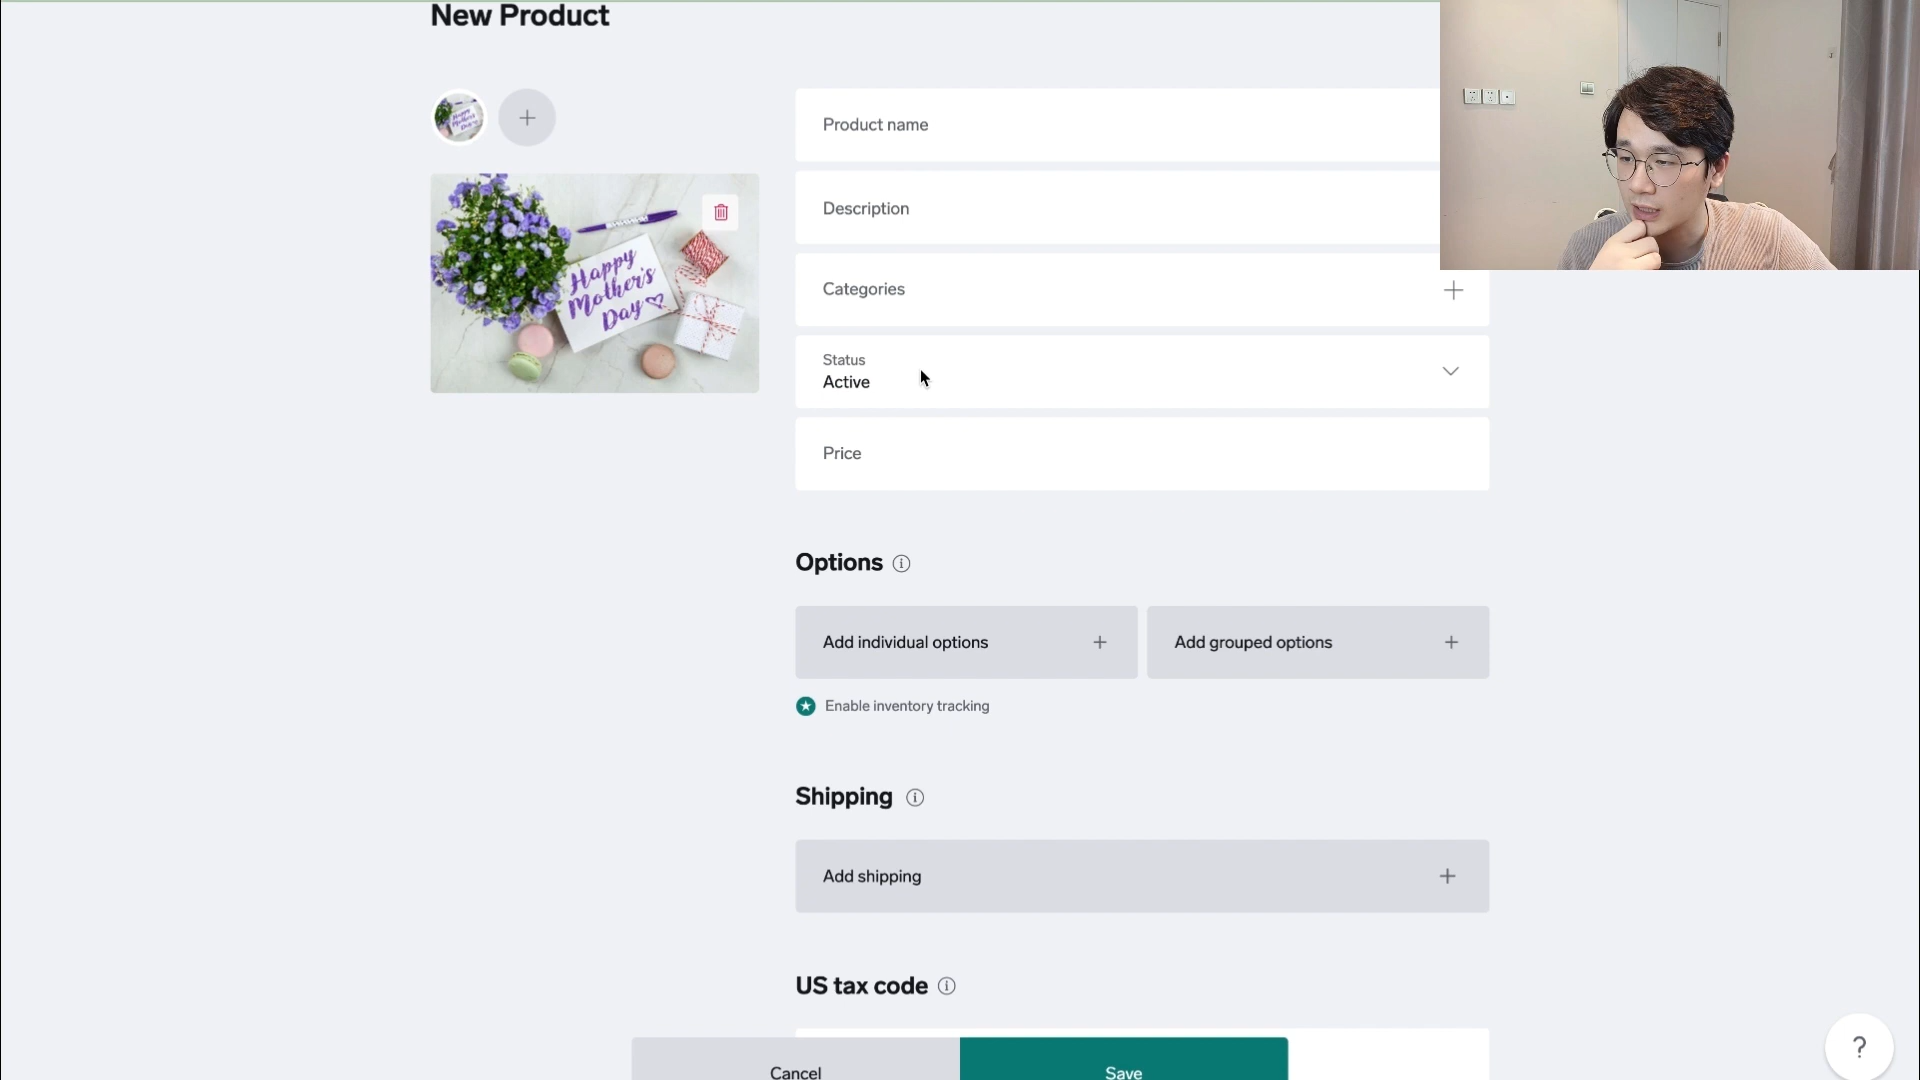 New Product
Product name
Description
Categories
Status
Active
Price
Happy
Mother's
Day
Options
Add individual options
Add grouped options
Enable inventory tracking
Shipping
Add shipping
US tax code
Cancel
Save
?